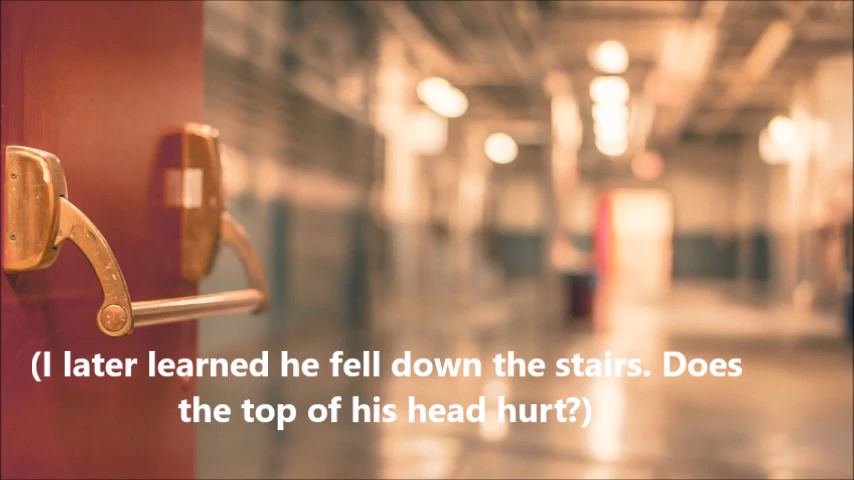 (I later learned he fell down the stairs. Does
the top of his head hurt?)